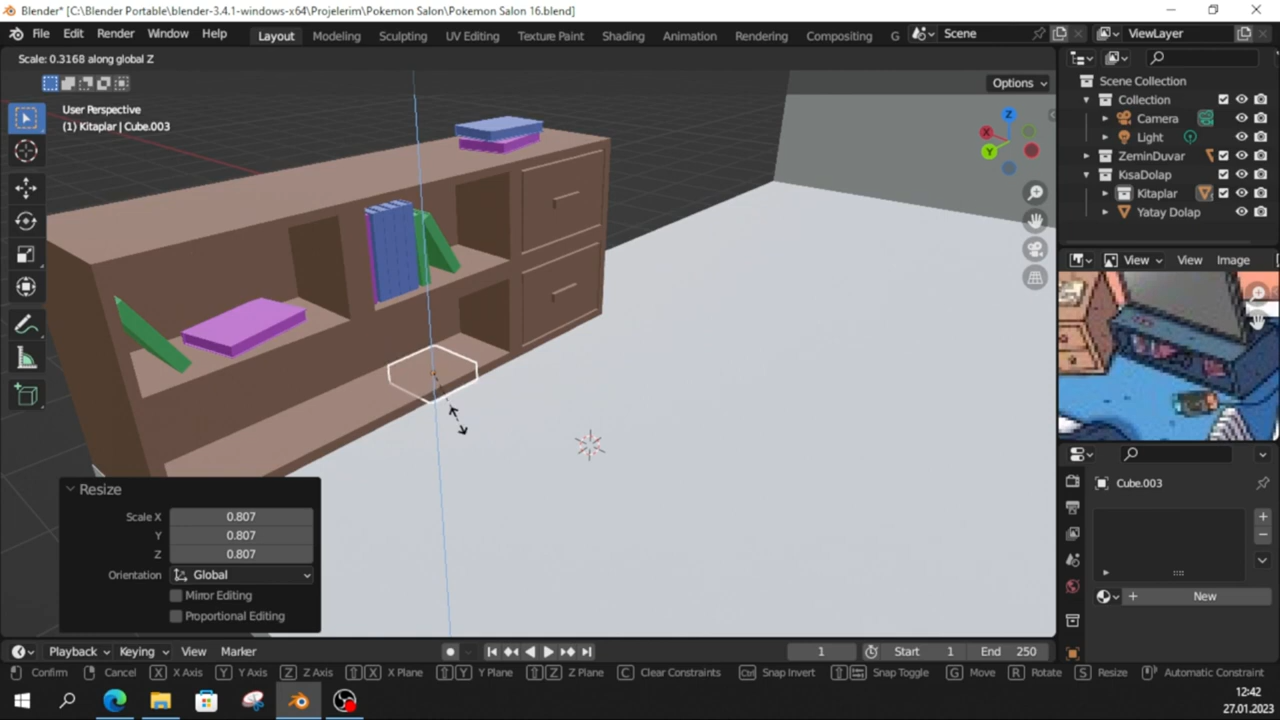 Blender* [C:\Blender Portable\blender-3.4.1-windows-x64\Projelerim\Pokemon Salon\Pokemon Salon 16.blend]
File Edit Render Window Help Layout Modeling Sculpting UV Editing Texture Paint Shading Animation Rendering Compositing G Scene ViewLayer
Scale: 0.3168 along global Z
Options
User Perspective
(1) Kitaplar | Cube.003
Z
X
Y
Scene Collection
Collection
Camera
Light
ZeminDuvar
KısaDolap
Kitaplar
Yatay Dolap
View View Image
Cube.003
New
Resize
Scale X 0.807
Y 0.807
Z 0.807
Orientation Global
Mirror Editing
Proportional Editing
Playback Keying View Marker 1 Start 1 End 250
Confirm Cancel X X Axis Y Y Axis Z Z Axis X X Plane Y Y Plane Z Z Plane C Clear Constraints Ctrl Snap Invert Snap Toggle G Move R Rotate S Resize Automatic Constraint
12:42
27.01.2023